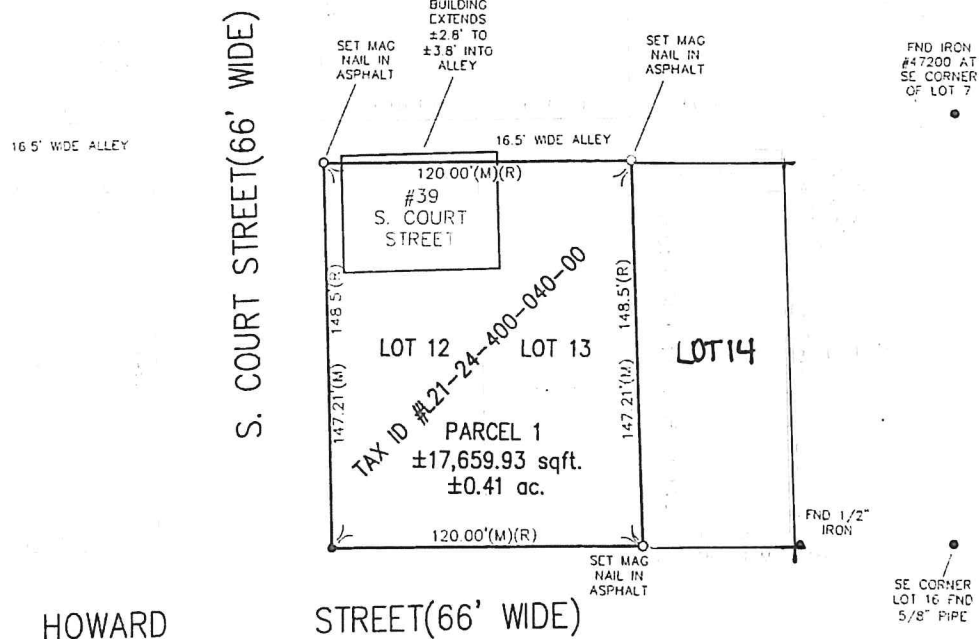 BUILDING
EXTENDS
±2.8' TO
±3.8' INTO
ALLEY
SET MAG
NAIL IN
ASPHALT
SET MAG
NAIL IN
ASPHALT
FND IRON
#47200 AT
SE CORNER
OF LOT 7
16.5' WIDE ALLEY
S. COURT STREET(66' WIDE)
16.5' WIDE ALLEY
120.00'(M)(R)
#39
S. COURT
STREET
148.5'(R)
147.21'(M)
148.5'(R)
147.21'(M)
LOT 12
LOT 13
LOT 14
TAX ID #L21-24-400-040-00
PARCEL 1
±17,659.93 sqft.
±0.41 ac.
120.00'(M)(R)
FND 1/2"
IRON
SET MAG
NAIL IN
ASPHALT
SE CORNER
LOT 16 FND
5/8" PIPE
HOWARD STREET(66' WIDE)